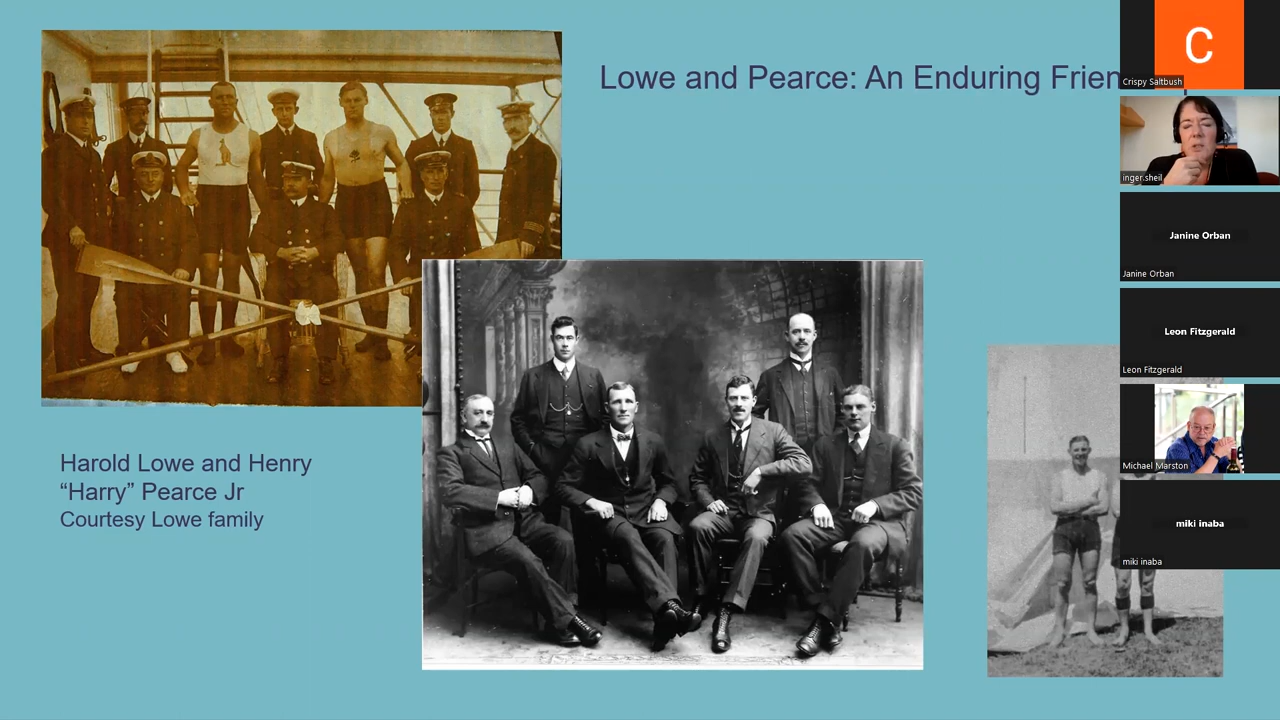 Lowe and Pearce: An Enduring Frien
Harold Lowe and Henry
“Harry” Pearce Jr
Courtesy Lowe family
C
Crispy Saltbush
inger.sheil
Janine Orban
Janine Orban
Leon Fitzgerald
Leon Fitzgerald
Michael Marston
miki inaba
miki inaba